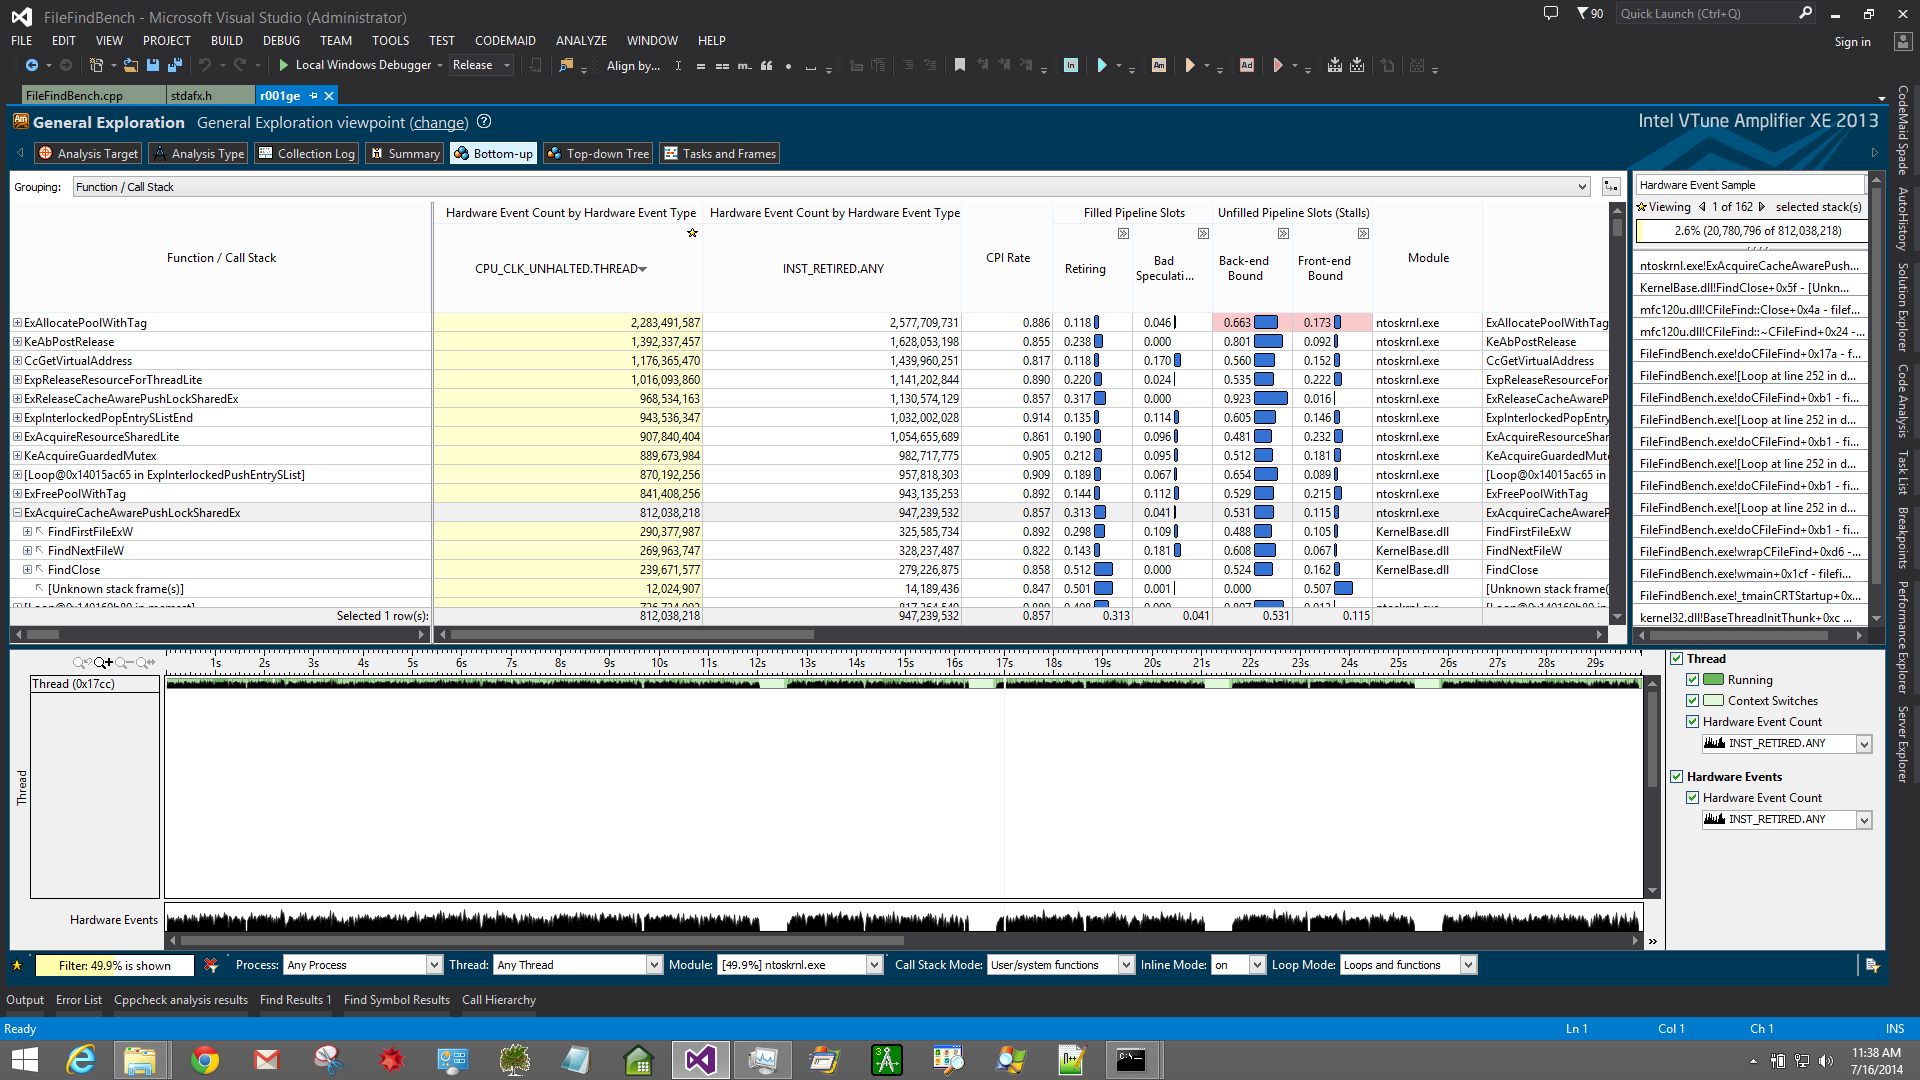 FileFindBench - Microsoft Visual Studio (Administrator)
90
Quick Launch (Ctrl+Q)
FILE EDIT VIEW PROJECT BUILD DEBUG TEAM TOOLS TEST CODEMAID ANALYZE WINDOW HELP
Sign in
Local Windows Debugger Release Align by...
FileFindBench.cpp stdafx.h r001ge
General Exploration General Exploration viewpoint (change)
Intel VTune Amplifier XE 2013
Analysis Target Analysis Type Collection Log Summary Bottom-up Top-down Tree Tasks and Frames
Grouping: Function / Call Stack
Function / Call Stack
Hardware Event Count by Hardware Event Type Hardware Event Count by Hardware Event Type Filled Pipeline Slots Unfilled Pipeline Slots (Stalls)
CPU_CLK_UNHALTED.THREAD INST_RETIRED.ANY CPI Rate Retiring Bad Speculati... Back-end Bound Front-end Bound Module
ExAllocatePoolWithTag 2,283,491,587 2,577,709,731 0.886 0.118 0.046 0.663 0.173 ntoskrnl.exe ExAllocatePoolWithTag
KeAbPostRelease 1,392,337,457 1,628,053,198 0.855 0.238 0.000 0.801 0.092 ntoskrnl.exe KeAbPostRelease
CcGetVirtualAddress 1,176,365,470 1,439,960,251 0.817 0.118 0.170 0.560 0.152 ntoskrnl.exe CcGetVirtualAddress
ExpReleaseResourceForThreadLite 1,016,093,860 1,141,202,844 0.890 0.220 0.024 0.535 0.222 ntoskrnl.exe ExpReleaseResourceFor
ExReleaseCacheAwarePushLockSharedEx 968,534,163 1,130,574,129 0.857 0.317 0.000 0.923 0.016 ntoskrnl.exe ExReleaseCacheAwareP
ExpInterlockedPopEntrySListEnd 943,536,347 1,032,002,028 0.914 0.135 0.114 0.605 0.146 ntoskrnl.exe ExpInterlockedPopEntry
ExAcquireResourceSharedLite 907,840,404 1,054,655,689 0.861 0.190 0.096 0.481 0.232 ntoskrnl.exe ExAcquireResourceShar
KeAcquireGuardedMutex 889,673,984 982,717,775 0.905 0.212 0.095 0.512 0.181 ntoskrnl.exe KeAcquireGuardedMutex
[Loop@0x14015ac65 in ExpInterlockedPushEntrySList] 870,192,256 957,818,303 0.909 0.189 0.067 0.654 0.089 ntoskrnl.exe [Loop@0x14015ac65 in
ExFreePoolWithTag 841,408,256 943,135,253 0.892 0.144 0.112 0.529 0.215 ntoskrnl.exe ExFreePoolWithTag
ExAcquireCacheAwarePushLockSharedEx 812,038,218 947,239,532 0.857 0.313 0.041 0.531 0.115 ntoskrnl.exe ExAcquireCacheAwareP
FindFirstFileExW 290,377,987 325,585,734 0.892 0.298 0.109 0.488 0.105 KernelBase.dll FindFirstFileExW
FindNextFileW 269,963,747 328,237,487 0.822 0.143 0.181 0.608 0.067 KernelBase.dll FindNextFileW
FindClose 239,671,577 279,226,875 0.858 0.512 0.000 0.524 0.162 KernelBase.dll FindClose
[Unknown stack frame(s)] 12,024,907 14,189,436 0.847 0.501 0.001 0.000 0.507 [Unknown stack frame(s)
Selected 1 row(s): 812,038,218 947,239,532 0.857 0.313 0.041 0.531 0.115
Hardware Event Sample
Viewing 1 of 162 selected stack(s)
2.6% (20,780,796 of 812,038,218)
ntoskrnl.exe!ExAcquireCacheAwarePush...
KernelBase.dll!FindClose+0x5f - [Unkn...
mfc120u.dll!CFileFind::Close+0x4a - filef...
mfc120u.dll!CFileFind::~CFileFind+0x24 - ...
FileFindBench.exe!doCFileFind+0x17a - f...
FileFindBench.exe![Loop at line 252 in d...
FileFindBench.exe!doCFileFind+0xb1 - fi...
FileFindBench.exe![Loop at line 252 in d...
FileFindBench.exe!doCFileFind+0xb1 - fi...
FileFindBench.exe![Loop at line 252 in d...
FileFindBench.exe!doCFileFind+0xb1 - fi...
FileFindBench.exe![Loop at line 252 in d...
FileFindBench.exe!doCFileFind+0xb1 - fi...
FileFindBench.exe!wrapCFileFind+0xd6 - ...
FileFindBench.exe!wmain+0x1cf - filefi...
FileFindBench.exe!_tmainCRTStartup+0x...
kernel32.dll!BaseThreadInitThunk+0xc ...
CodeMaid Spade
AutoHistory
Solution Explorer
Code Analysis
Task List
Breakpoints
Performance Explorer
Server Explorer
1s 2s 3s 4s 5s 6s 7s 8s 9s 10s 11s 12s 13s 14s 15s 16s 17s 18s 19s 20s 21s 22s 23s 24s 25s 26s 27s 28s 29s
Thread
Thread (0x17cc)
Hardware Events
Thread
Running
Context Switches
Hardware Event Count
INST_RETIRED.ANY
Hardware Events
Hardware Event Count
INST_RETIRED.ANY
Filter: 49.9% is shown Process: Any Process Thread: Any Thread Module: [49.9%] ntoskrnl.exe Call Stack Mode: User/system functions Inline Mode: on Loop Mode: Loops and functions
Output Error List Cppcheck analysis results Find Results 1 Find Symbol Results Call Hierarchy
Ready Ln 1 Col 1 Ch 1 INS
11:38 AM
7/16/2014